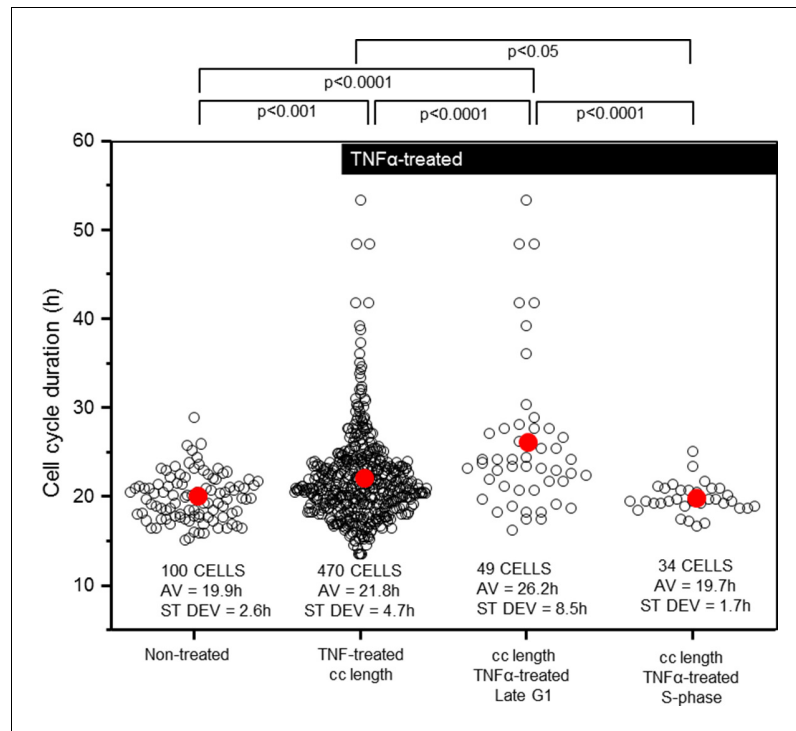 p<0.05
p<0.0001
p<0.001
p<0.0001
p<0.0001
60
TNFα-treated
50
40
30
20
10
Cell cycle duration (h)
100 CELLS
AV = 19.9h
ST DEV = 2.6h
470 CELLS
AV = 21.8h
ST DEV = 4.7h
49 CELLS
AV = 26.2h
ST DEV = 8.5h
34 CELLS
AV = 19.7h
ST DEV = 1.7h
Non-treated
TNF-treated
cc length
cc length
TNFα-treated
Late G1
cc length
TNFα-treated
S-phase